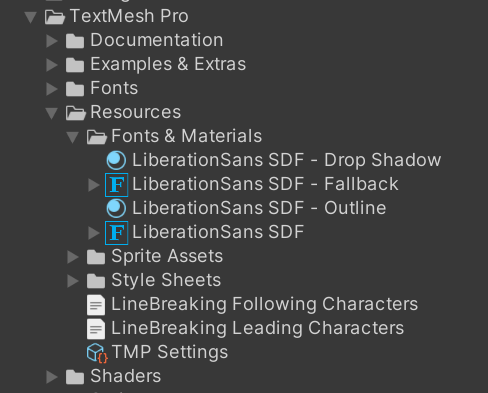 TextMesh Pro
Documentation
Examples & Extras
Fonts
Resources
Fonts & Materials
LiberationSans SDF - Drop Shadow
LiberationSans SDF - Fallback
LiberationSans SDF - Outline
LiberationSans SDF
Sprite Assets
Style Sheets
LineBreaking Following Characters
LineBreaking Leading Characters
TMP Settings
Shaders